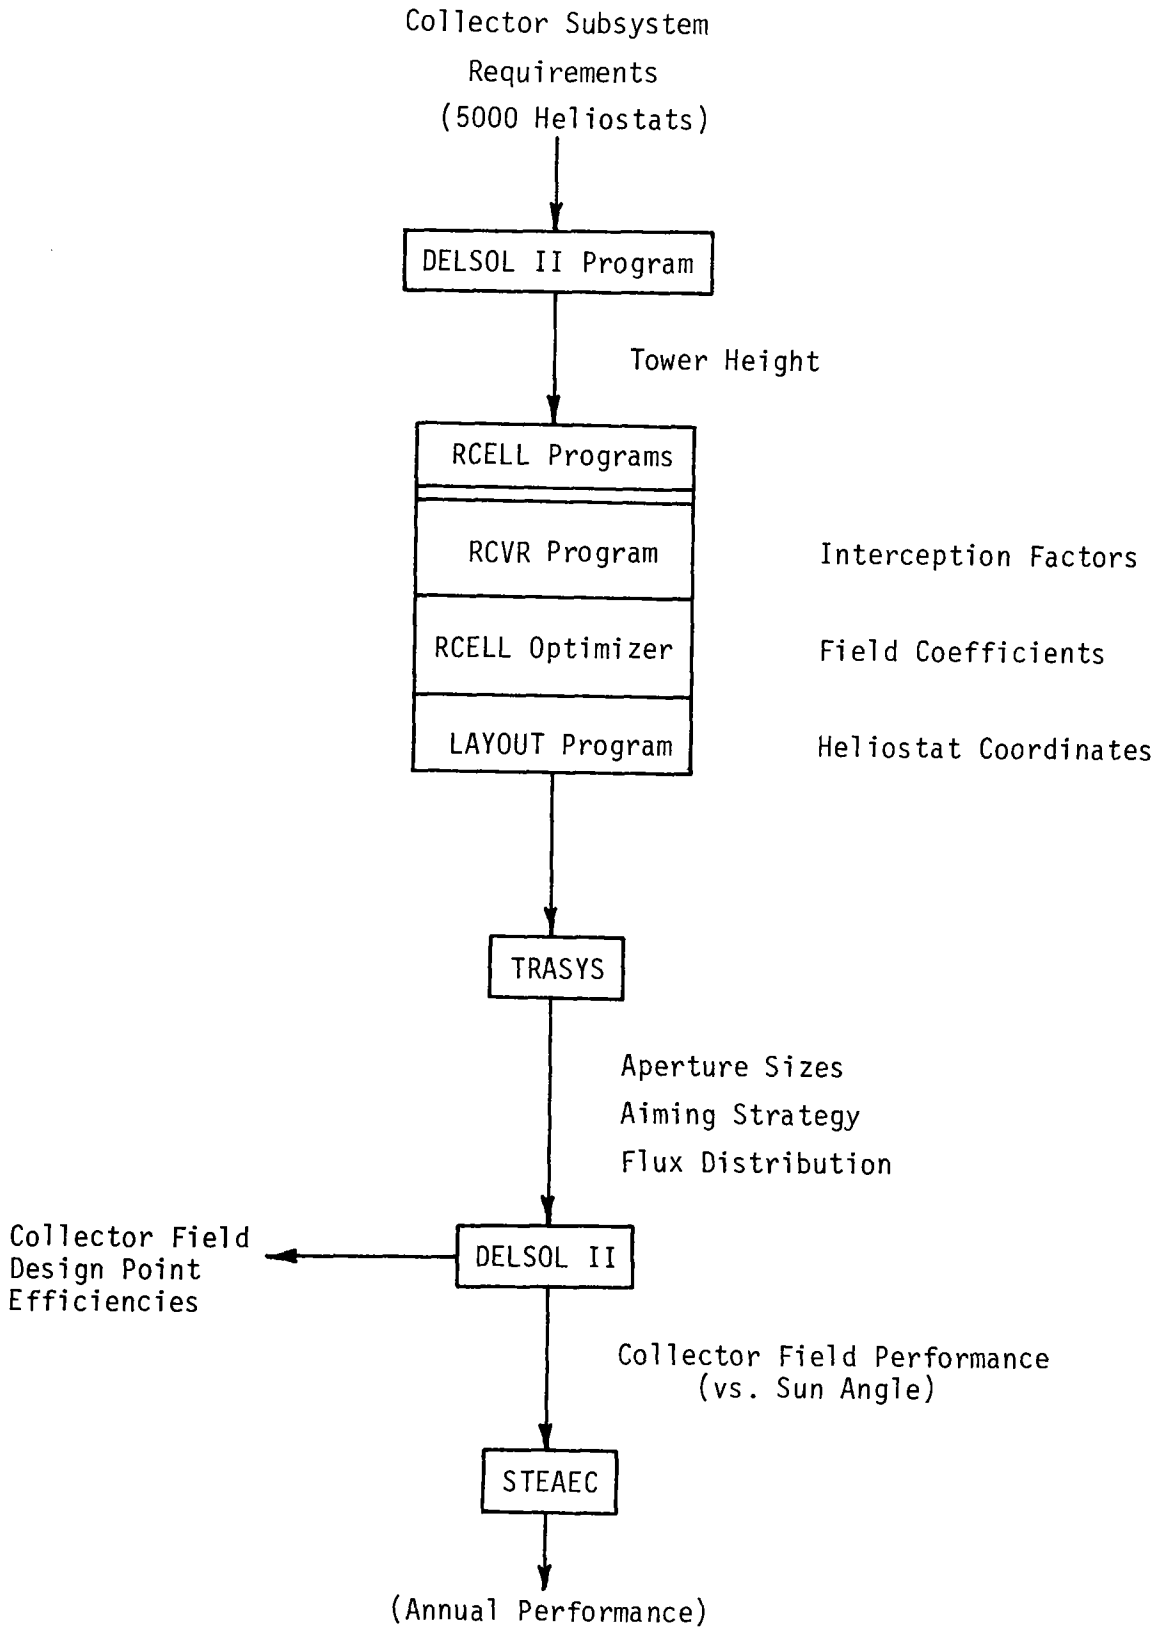 Collector Subsystem
Requirements
(5000 Heliostats)
DELSOL II Program
Tower Height
RCELL Programs
RCVR Program
Interception Factors
RCELL Optimizer
Field Coefficients
LAYOUT Program
Heliostat Coordinates
TRASYS
Aperture Sizes
Aiming Strategy
Flux Distribution
Collector Field
Design Point
Efficiencies
DELSOL II
Collector Field Performance
(vs. Sun Angle)
STEAEC
(Annual Performance)